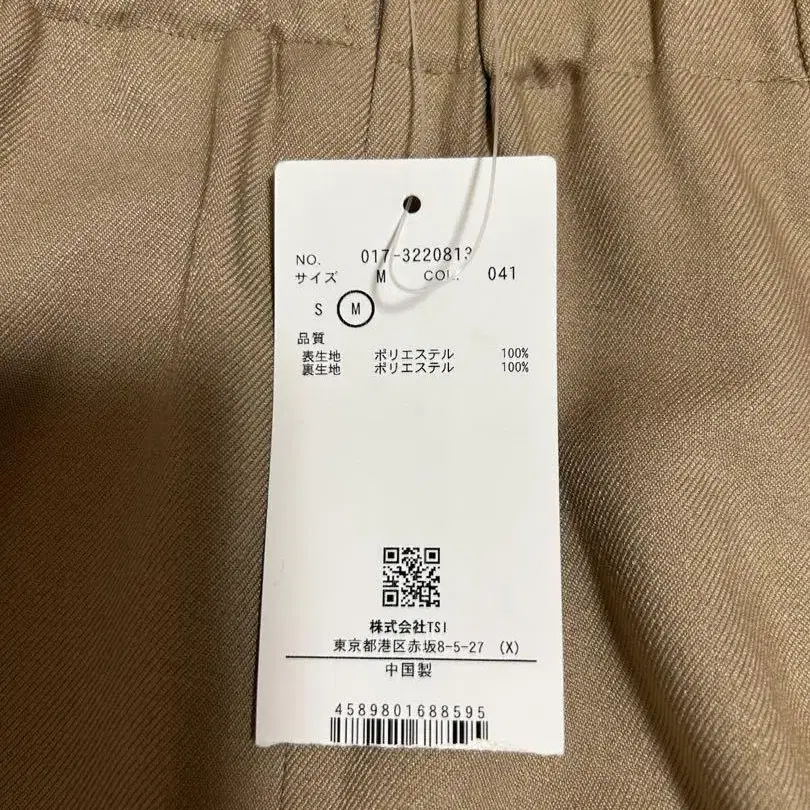 NO. 017-3220813
サイズ M COL. 041
S M
品質
表生地 ポリエステル 100%
裏生地 ポリエステル 100%
株式会社TSI
東京都港区赤坂8-5-27 (X)
中国製
4589801688595